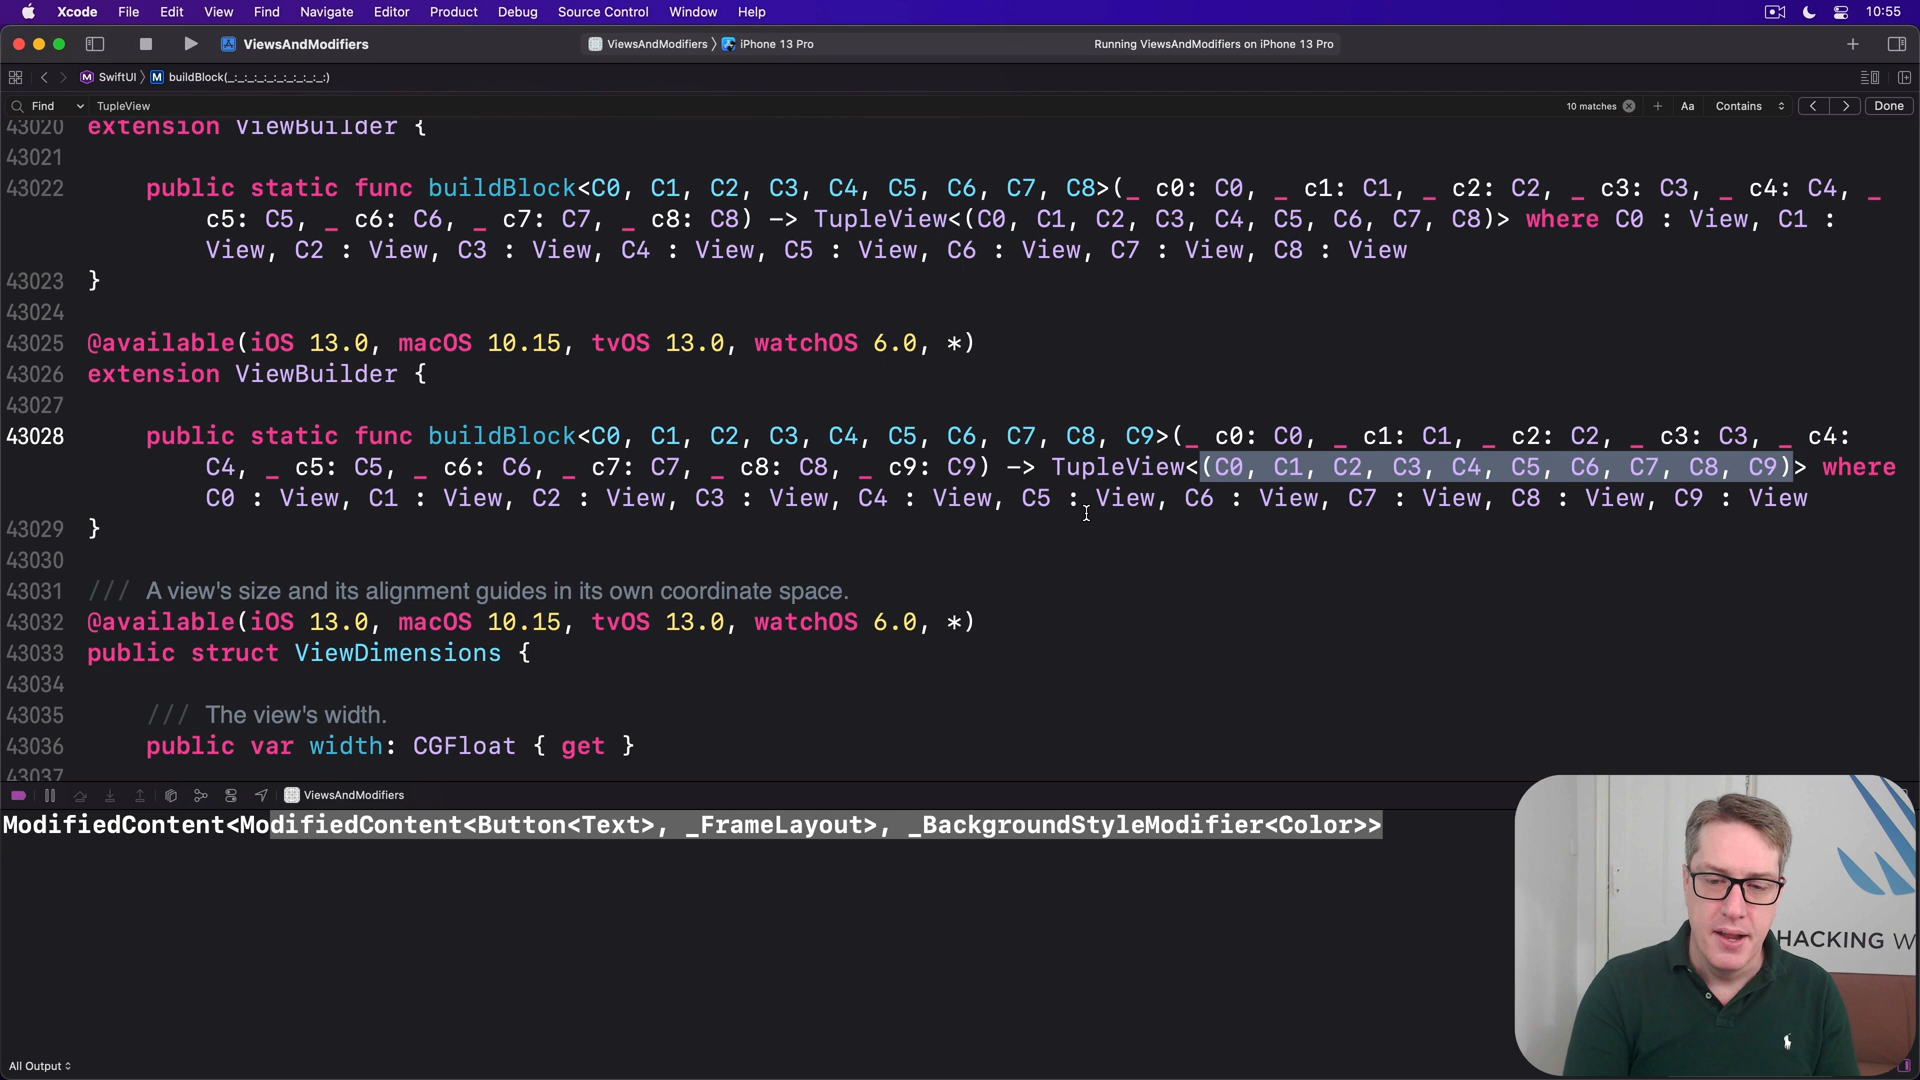 Xcode File Edit View Find Navigate Editor Product Debug Source Control Window Help 10:55
ViewsAndModifiers ViewsAndModifiers 〉 iPhone 13 Pro Running ViewsAndModifiers on iPhone 13 Pro
SwiftUI 〉 M buildBlock(_:_:_:_:_:_:_:_:_:_:)
Find TupleView 10 matches Aa Contains Done
43020 extension ViewBuilder {
43021
43022 public static func buildBlock<C0, C1, C2, C3, C4, C5, C6, C7, C8>(_ c0: C0, _ c1: C1, _ c2: C2, _ c3: C3, _ c4: C4, _
c5: C5, _ c6: C6, _ c7: C7, _ c8: C8) -> TupleView<(C0, C1, C2, C3, C4, C5, C6, C7, C8)> where C0 : View, C1 :
View, C2 : View, C3 : View, C4 : View, C5 : View, C6 : View, C7 : View, C8 : View
43023 }
43024
43025 @available(iOS 13.0, macOS 10.15, tvOS 13.0, watchOS 6.0, *)
43026 extension ViewBuilder {
43027
43028 public static func buildBlock<C0, C1, C2, C3, C4, C5, C6, C7, C8, C9>(_ c0: C0, _ c1: C1, _ c2: C2, _ c3: C3, _ c4:
C4, _ c5: C5, _ c6: C6, _ c7: C7, _ c8: C8, _ c9: C9) -> TupleView<(C0, C1, C2, C3, C4, C5, C6, C7, C8, C9)> where
C0 : View, C1 : View, C2 : View, C3 : View, C4 : View, C5 : View, C6 : View, C7 : View, C8 : View, C9 : View
43029 }
43030
43031 /// A view's size and its alignment guides in its own coordinate space.
43032 @available(iOS 13.0, macOS 10.15, tvOS 13.0, watchOS 6.0, *)
43033 public struct ViewDimensions {
43034
43035 /// The view's width.
43036 public var width: CGFloat { get }
43037
ViewsAndModifiers
ModifiedContent<ModifiedContent<Button<Text>, _FrameLayout>, _BackgroundStyleModifier<Color>>
HACKING W
All Output